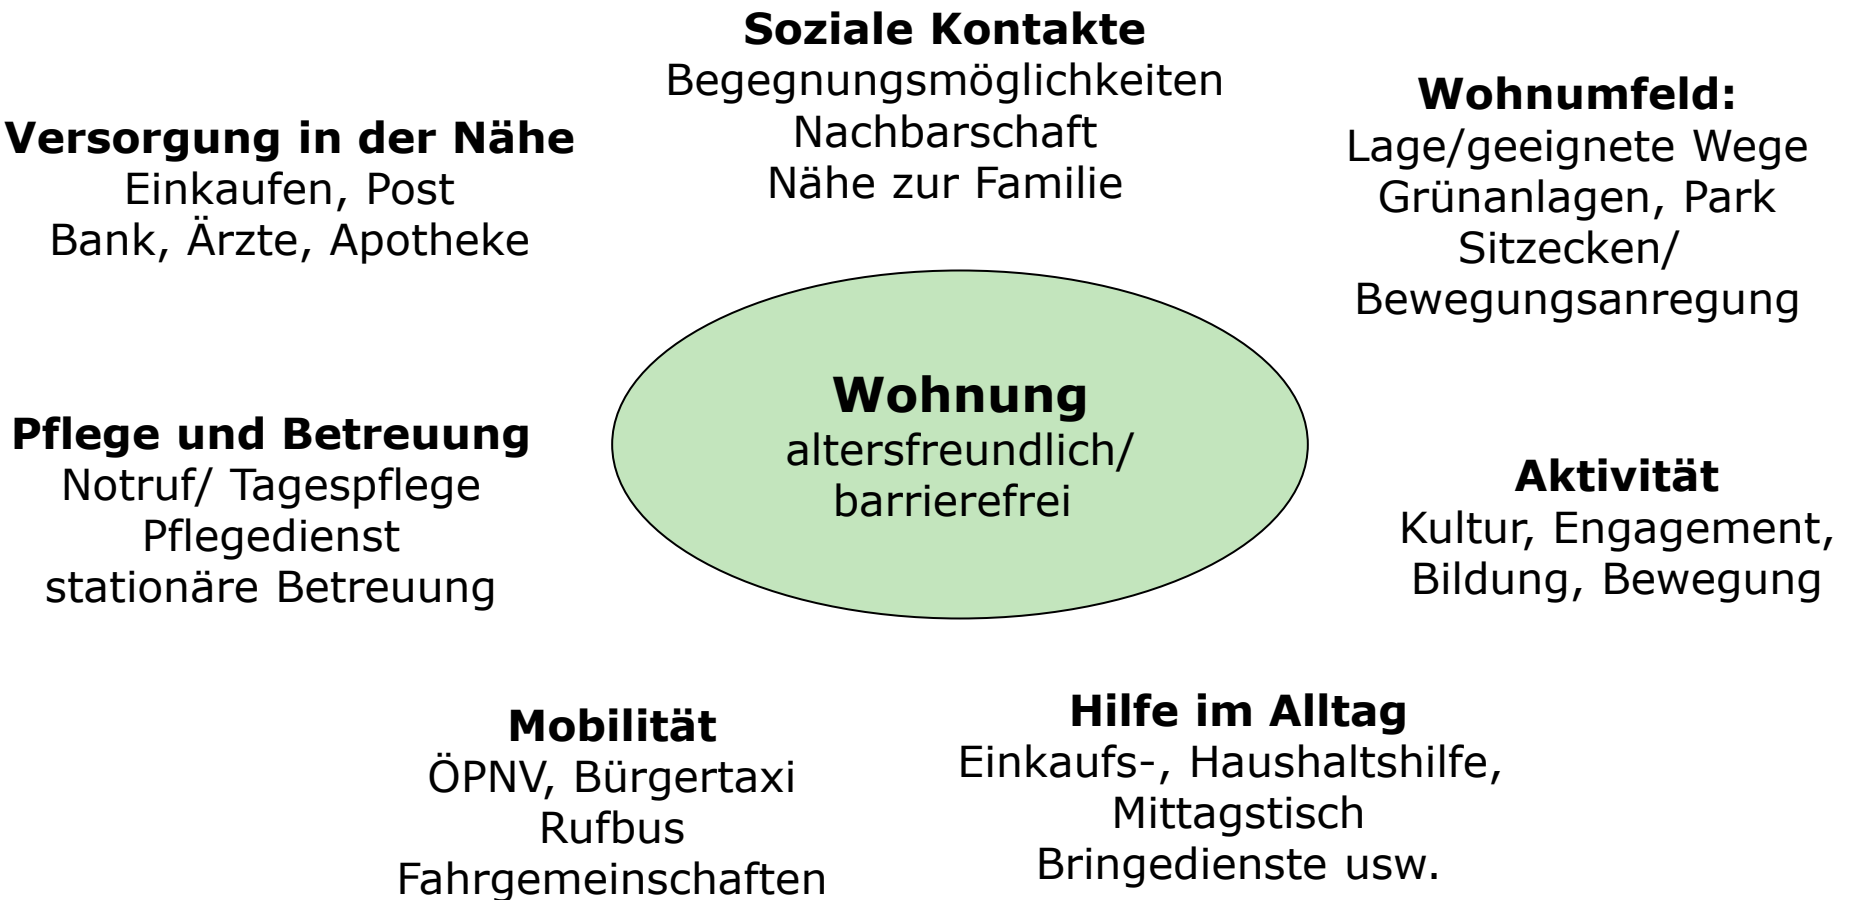 Soziale Kontakte
Begegnungsmöglichkeiten
Nachbarschaft
Nähe zur Familie
Wohnumfeld:
Lage/geeignete Wege
Grünanlagen, Park
Sitzecken/
Bewegungsanregung
Versorgung in der Nähe
Einkaufen, Post
Bank, Ärzte, Apotheke
Wohnung
altersfreundlich/
barrierefrei
Pflege und Betreuung
Notruf/ Tagespflege
Pflegedienst
stationäre Betreuung
Aktivität
Kultur, Engagement,
Bildung, Bewegung
Mobilität
ÖPNV, Bürgertaxi
Rufbus
Fahrgemeinschaften
Hilfe im Alltag
Einkaufs-, Haushaltshilfe,
Mittagstisch
Bringedienste usw.